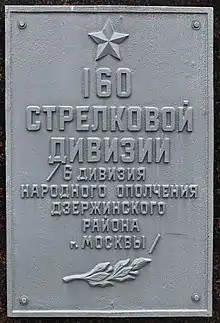 160
СТРЕЛКОВОЙ
ДИВИЗИИ
/6 ДИВИЗИЯ
НАРОДНОГО ОПОЛЧЕНИЯ
ДЗЕРЖИНСКОГО
РАЙОНА
г. МОСКВЫ/